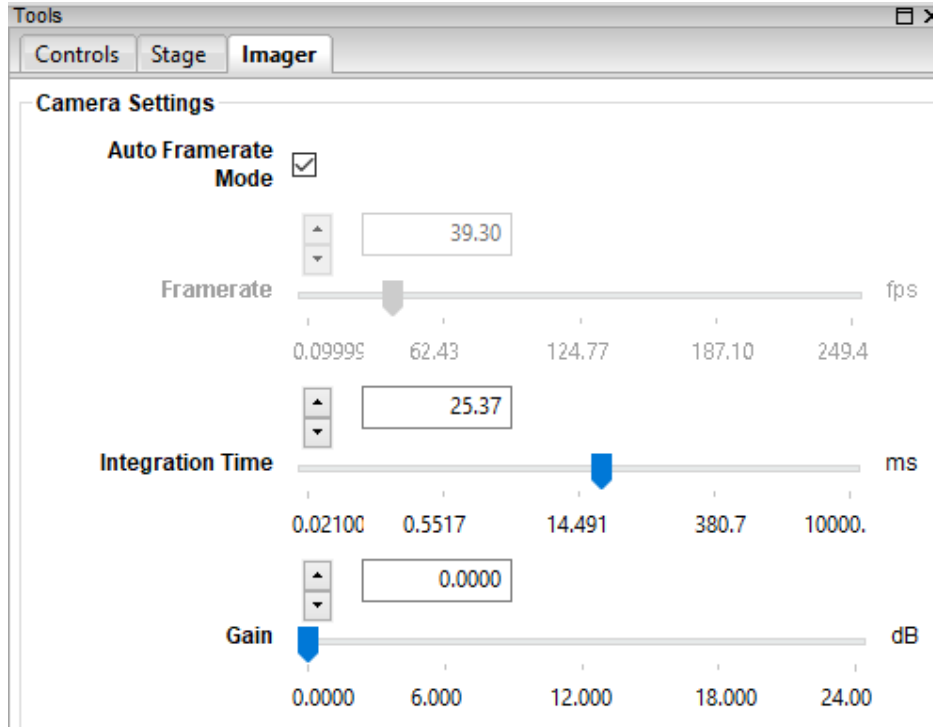 Tools
Controls Stage Imager
Camera Settings
Auto Framerate
Mode
39.30
Framerate fps
0.09999 62.43 124.77 187.10 249.4
25.37
Integration Time ms
0.02100 0.5517 14.491 380.7 10000.
0.0000
Gain dB
0.0000 6.000 12.000 18.000 24.00